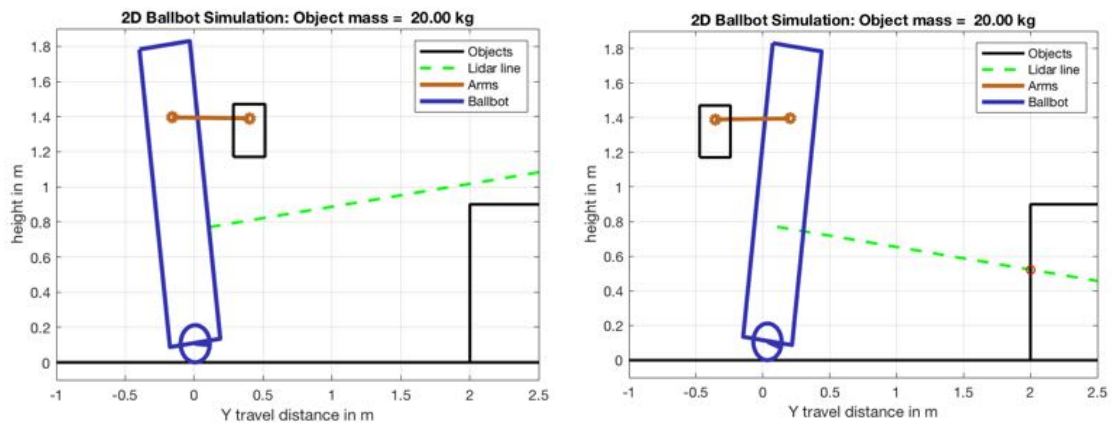 2D Ballbot Simulation: Object mass =  20.00 kg
Objects
Lidar line
Arms
Ballbot
height in m
1.8
1.6
1.4
1.2
1
0.8
0.6
0.4
0.2
0
-1
-0.5
0
0.5
1
1.5
2
2.5
Y travel distance in m
2D Ballbot Simulation: Object mass =  20.00 kg
Objects
Lidar line
Arms
Ballbot
height in m
1.8
1.6
1.4
1.2
1
0.8
0.6
0.4
0.2
0
-1
-0.5
0
0.5
1
1.5
2
2.5
Y travel distance in m